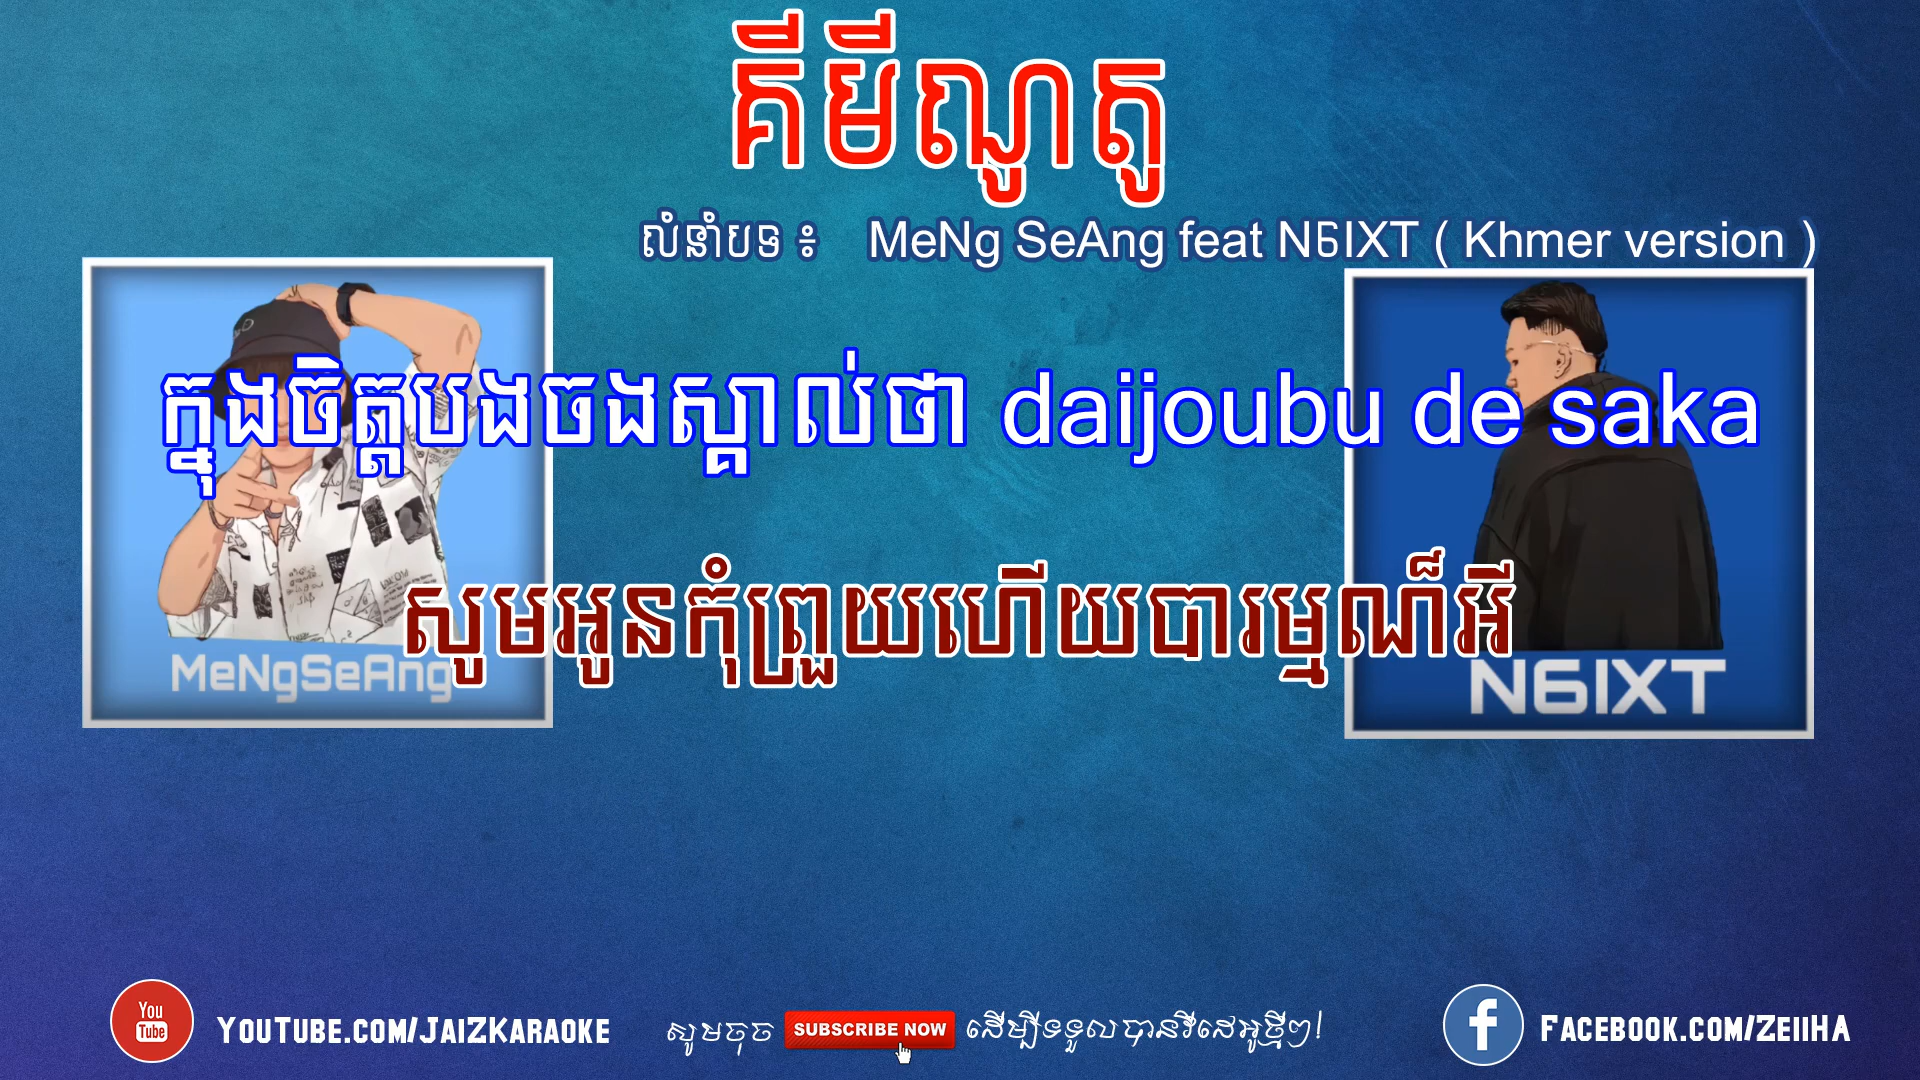 គីមីណូតូ
លំនាំបទ ៖ MeNg SeAng feat N6IXT ( Khmer version )
ក្នុងចិត្តបងចង់ស្គាល់ថា daijoubu de saka
សូមអូនកុំព្រួយហើយបារម្មណ៏អី
MeNgSeAng
N6IXT
You
Tube
YouTube.com/JaiZKaraoke
សូមចុច SUBSCRIBE NOW ដើម្បីទទួលបានវីដេអូថ្មីៗ!
Facebook.com/ZeiiHA